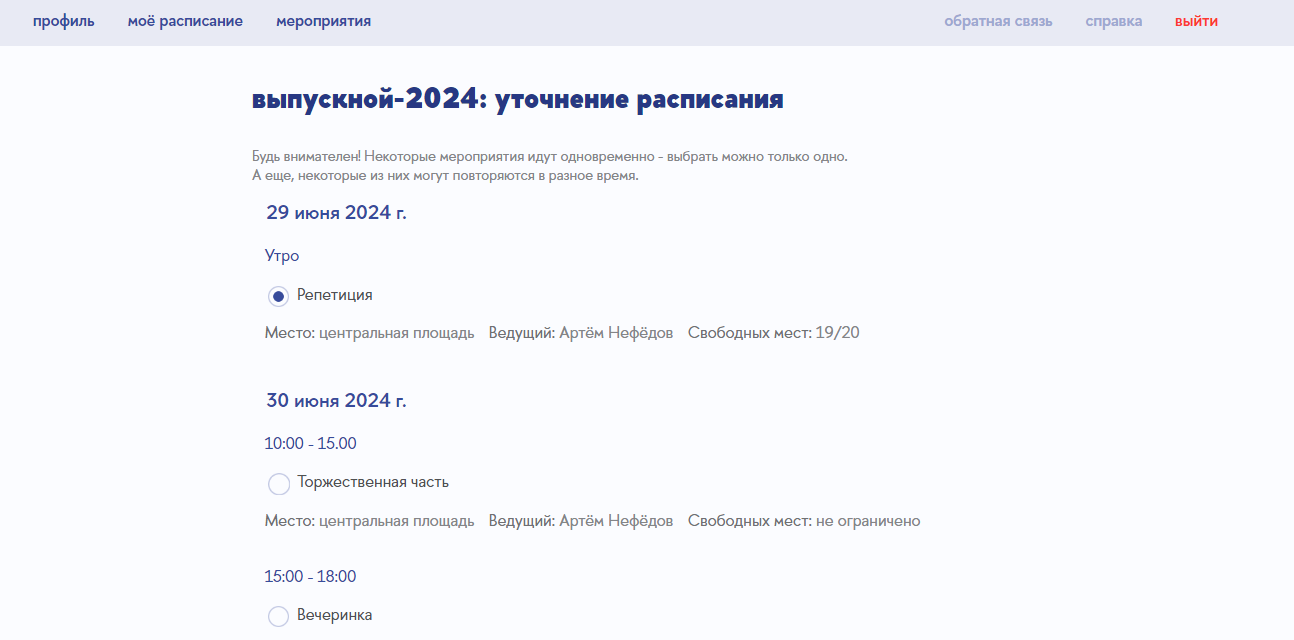 профиль моё расписание мероприятия обратная связь справка выйти
выпускной-2024: уточнение расписания
Будь внимателен! Некоторые мероприятия идут одновременно - выбрать можно только одно.
А еще, некоторые из них могут повторяются в разное время.
29 июня 2024 г.
Утро
Репетиция
Место: центральная площадь Ведущий: Артём Нефёдов Свободных мест: 19/20
30 июня 2024 г.
10:00 - 15.00
Торжественная часть
Место: центральная площадь Ведущий: Артём Нефёдов Свободных мест: не ограничено
15:00 - 18:00
Вечеринка